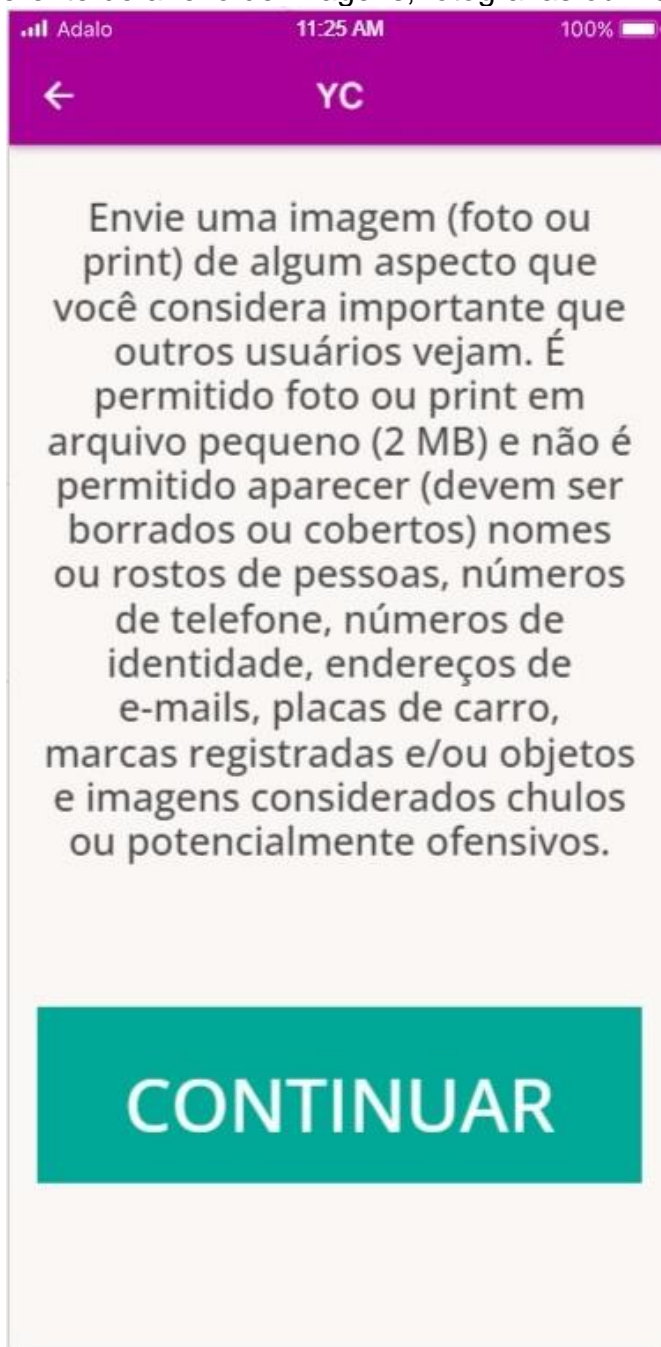 Adalo 11:25 AM 100%
YC
Envie uma imagem (foto ou
print) de algum aspecto que
você considera importante que
outros usuários vejam. É
permitido foto ou print em
arquivo pequeno (2 MB) e não é
permitido aparecer (devem ser
borrados ou cobertos) nomes
ou rostos de pessoas, números
de telefone, números de
identidade, endereços de
e-mails, placas de carro,
marcas registradas e/ou objetos
e imagens considerados chulos
ou potencialmente ofensivos.
CONTINUAR